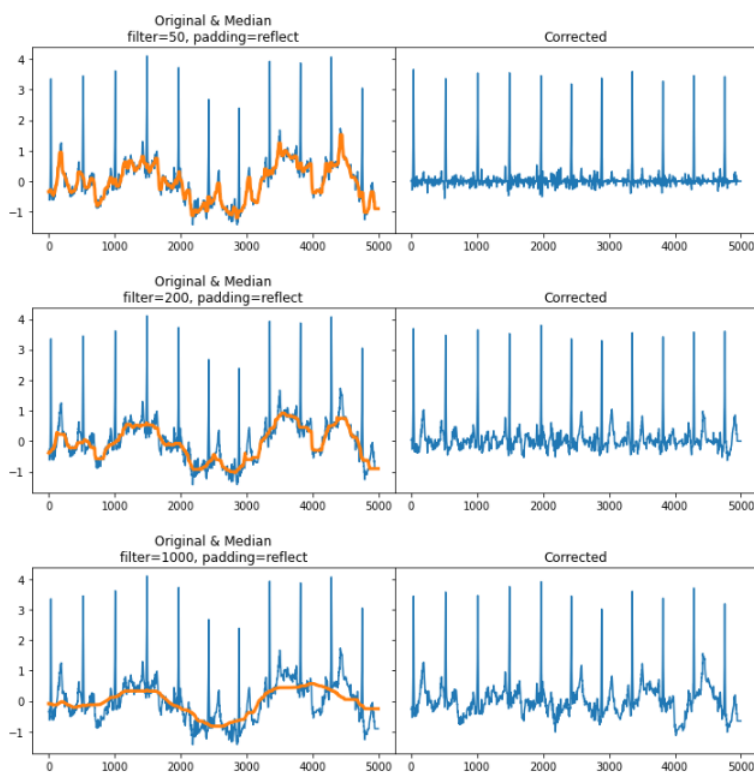 Original & Median
filter=50, padding=reflect
Corrected
4
3
2
1
0
−1
0 1000 2000 3000 4000 5000
0 1000 2000 3000 4000 5000
Original & Median
filter=200, padding=reflect
Corrected
4
3
2
1
0
−1
0 1000 2000 3000 4000 5000
0 1000 2000 3000 4000 5000
Original & Median
filter=1000, padding=reflect
Corrected
4
3
2
1
0
−1
0 1000 2000 3000 4000 5000
0 1000 2000 3000 4000 5000